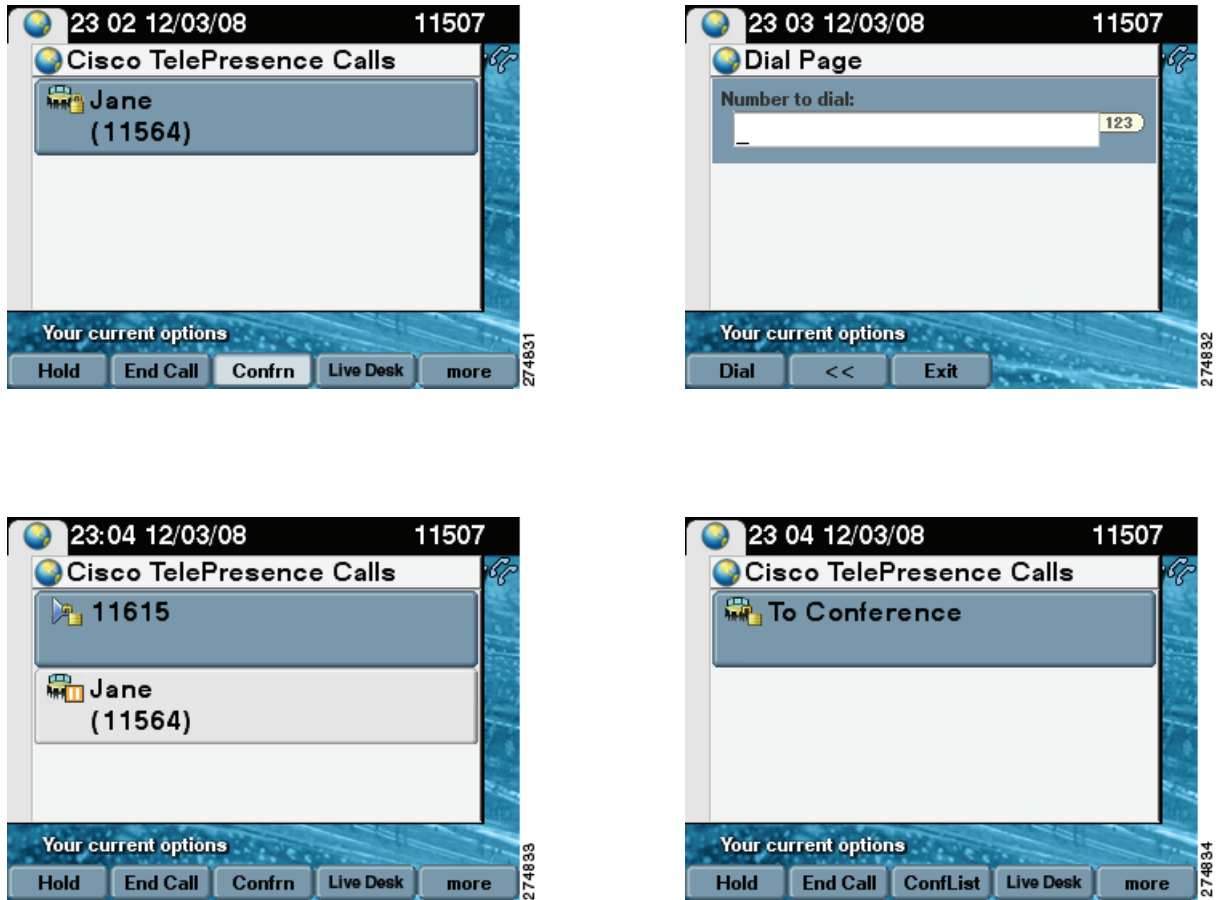 23 02 12/03/08 11507
Cisco TelePresence Calls
Jane
(11564)
Your current options
Hold End Call Confrn Live Desk more
274831
23 03 12/03/08 11507
Dial Page
Number to dial:
123
_
Your current options
Dial << Exit
274832
23:04 12/03/08 11507
Cisco TelePresence Calls
11615
Jane
(11564)
Your current options
Hold End Call Confrn Live Desk more
274833
23 04 12/03/08 11507
Cisco TelePresence Calls
To Conference
Your current options
Hold End Call ConfList Live Desk more
274834